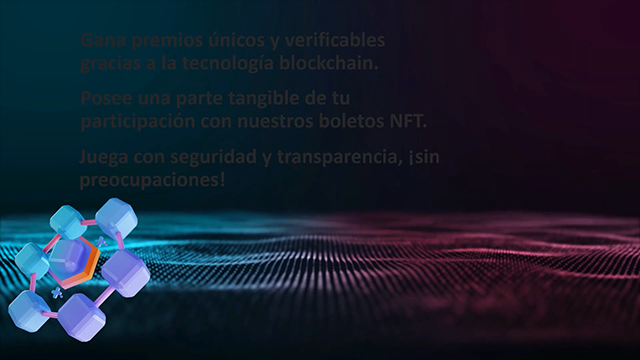 Gana premios únicos y verificables
gracias a la tecnología blockchain.
Posee una parte tangible de tu
participación con nuestros boletos NFT.
Juega con seguridad y transparencia, ¡sin
preocupaciones!